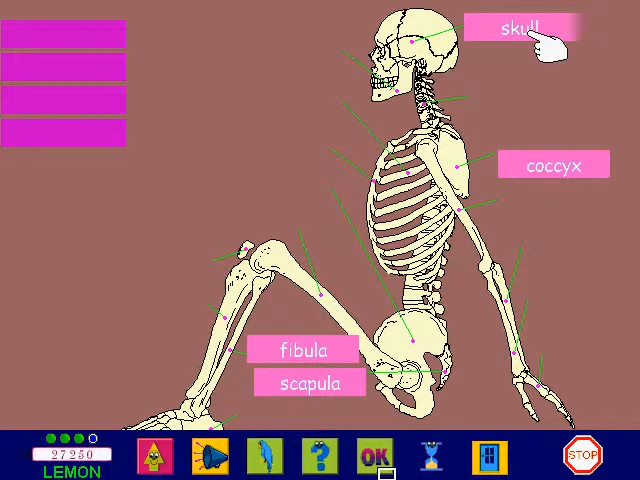 skull
coccyx
fibula
scapula
27250
LEMON
?
OK
STOP